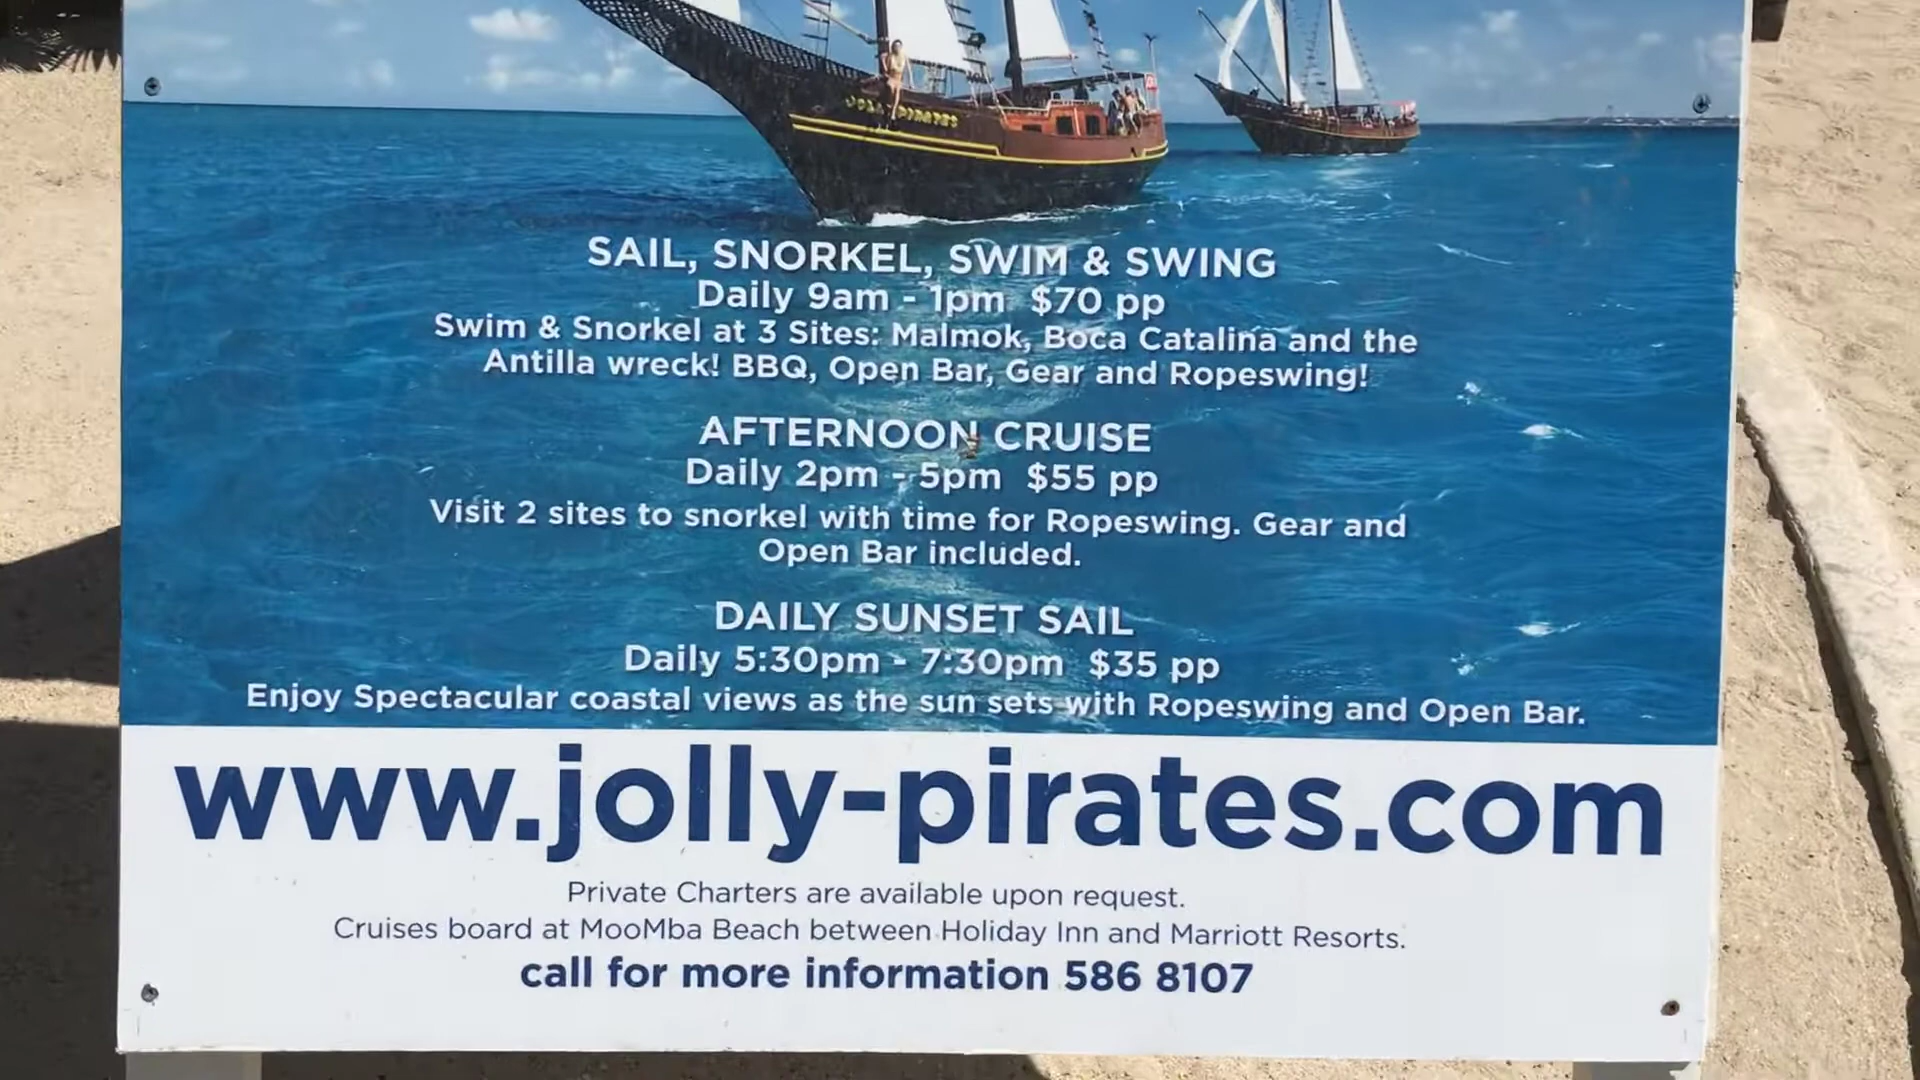 JOLLY PIRATES
SAIL, SNORKEL, SWIM & SWING
Daily 9am - 1pm $70 pp
Swim & Snorkel at 3 Sites: Malmok, Boca Catalina and the
Antilla wreck! BBQ, Open Bar, Gear and Ropeswing!
AFTERNOON CRUISE
Daily 2pm - 5pm $55 pp
Visit 2 sites to snorkel with time for Ropeswing. Gear and
Open Bar included.
DAILY SUNSET SAIL
Daily 5:30pm - 7:30pm $35 pp
Enjoy Spectacular coastal views as the sun sets with Ropeswing and Open Bar.
www.jolly-pirates.com
Private Charters are available upon request.
Cruises board at MooMba Beach between Holiday Inn and Marriott Resorts.
call for more information 586 8107